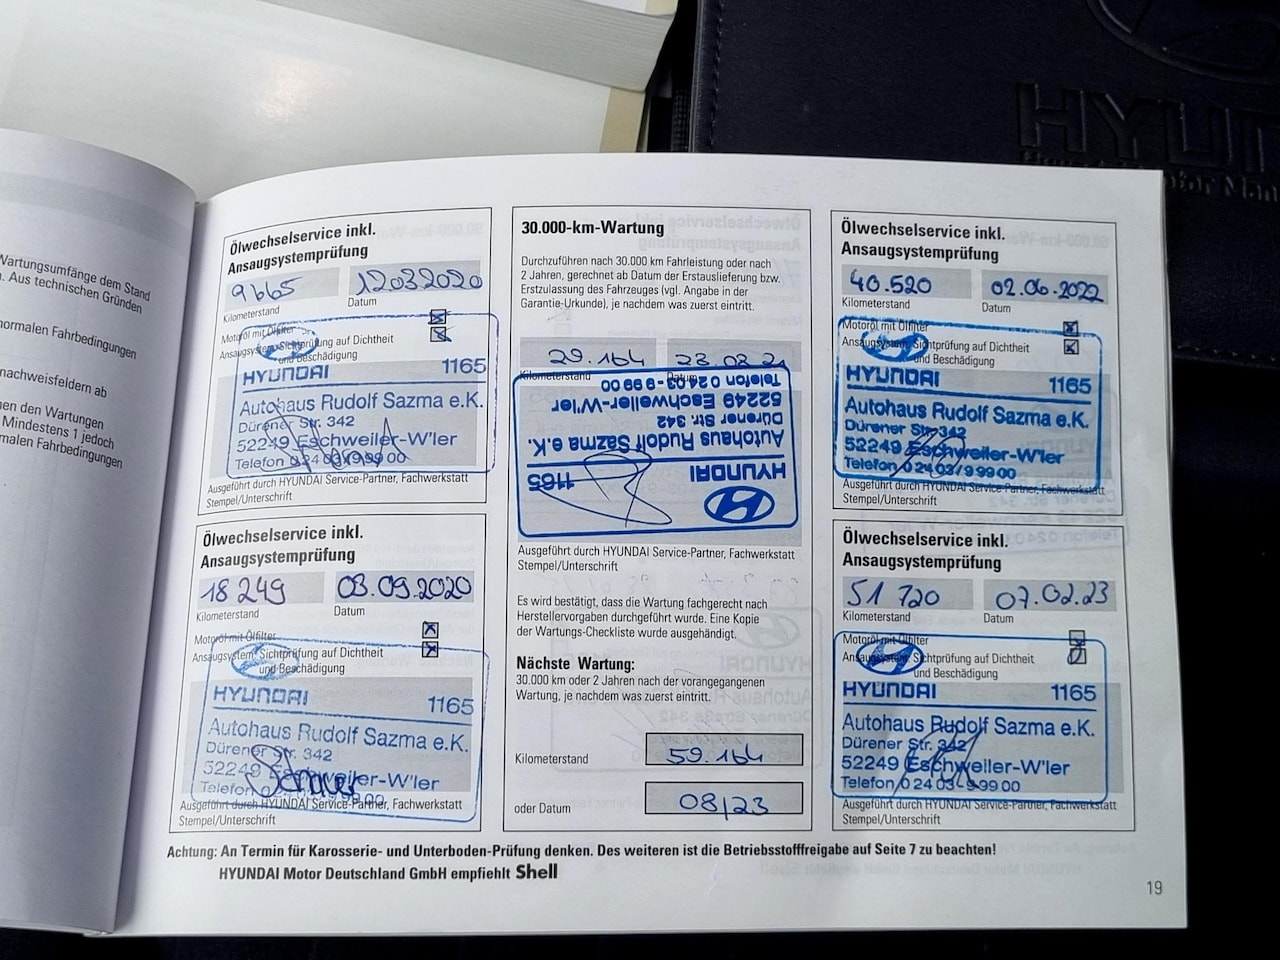 HYUNDAI
Wartungsumfänge dem Stand
Aus technischen Gründen
normalen Fahrbedingungen
nachweisfeldern ab
den Wartungen
Mindestens 1 jedoch
Fahrbedingungen
Ölwechselservice inkl.
Ansaugsystemprüfung
9665 12032020
Kilometerstand Datum
Motoröl mit Ölfilter
Ansaugsystem Sichtprüfung auf Dichtheit
und Beschädigung
HYUNDAI 1165
Autohaus Rudolf Sazma e.K.
Dürener Str. 342
52249 Eschweiler-W'ler
Telefon 0 24 03/9 99 00
Ausgeführt durch HYUNDAI Service-Partner, Fachwerkstatt
Stempel/Unterschrift
Ölwechselservice inkl.
Ansaugsystemprüfung
18 249 03.09.2020
Kilometerstand Datum
Motoröl mit Ölfilter
Ansaugsystem Sichtprüfung auf Dichtheit
und Beschädigung
HYUNDAI 1165
Autohaus Rudolf Sazma e.K.
Dürener Str. 342
52249 Eschweiler-W'ler
Telefon 0 24 03/9 99 00
Ausgeführt durch HYUNDAI Service-Partner, Fachwerkstatt
Stempel/Unterschrift
30.000-km-Wartung
Durchzuführen nach 30.000 km Fahrleistung oder nach
2 Jahren, gerechnet ab Datum der Erstauslieferung bzw.
Erstzulassung des Fahrzeuges (vgl. Angabe in der
Garantie-Urkunde), je nachdem was zuerst eintritt.
29.164 23.08.21
Kilometerstand Datum
HYUNDAI 1165
Autohaus Rudolf Sazma e.K.
Dürener Str. 342
52249 Eschweiler-W'ler
Telefon 0 24 03 - 9 99 00
Ausgeführt durch HYUNDAI Service-Partner, Fachwerkstatt
Stempel/Unterschrift
Es wird bestätigt, dass die Wartung fachgerecht nach
Herstellervorgaben durchgeführt wurde. Eine Kopie
der Wartungs-Checkliste wurde ausgehändigt.
Nächste Wartung:
30.000 km oder 2 Jahren nach der vorangegangenen
Wartung, je nachdem was zuerst eintritt.
Kilometerstand 59.164
oder Datum 08/23
Ölwechselservice inkl.
Ansaugsystemprüfung
40.520 02.06.2022
Kilometerstand Datum
Motoröl mit Ölfilter
Ansaugsystem Sichtprüfung auf Dichtheit
und Beschädigung
HYUNDAI 1165
Autohaus Rudolf Sazma e.K.
Dürener Str. 342
52249 Eschweiler-W'ler
Telefon 0 24 03/9 99 00
Ausgeführt durch HYUNDAI Service-Partner, Fachwerkstatt
Stempel/Unterschrift
Ölwechselservice inkl.
Ansaugsystemprüfung
51 720 07.02.23
Kilometerstand Datum
Motoröl mit Ölfilter
Ansaugsystem Sichtprüfung auf Dichtheit
und Beschädigung
HYUNDAI 1165
Autohaus Rudolf Sazma e.K.
Dürener Str. 342
52249 Eschweiler-W'ler
Telefon 0 24 03-9 99 00
Ausgeführt durch HYUNDAI Service-Partner, Fachwerkstatt
Stempel/Unterschrift
Achtung: An Termin für Karosserie- und Unterboden-Prüfung denken. Des weiteren ist die Betriebsstofffreigabe auf Seite 7 zu beachten!
HYUNDAI Motor Deutschland GmbH empfiehlt Shell
19